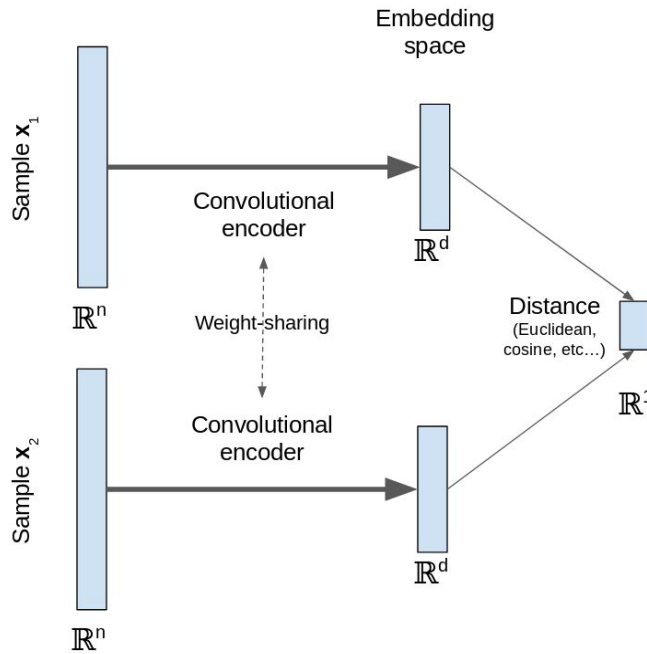 Embedding
space
Sample x₁
Convolutional
encoder
ℝᵈ
ℝⁿ
Weight-sharing
Distance
(Euclidean,
cosine, etc…)
ℝ¹
Convolutional
encoder
Sample x₂
ℝᵈ
ℝⁿ